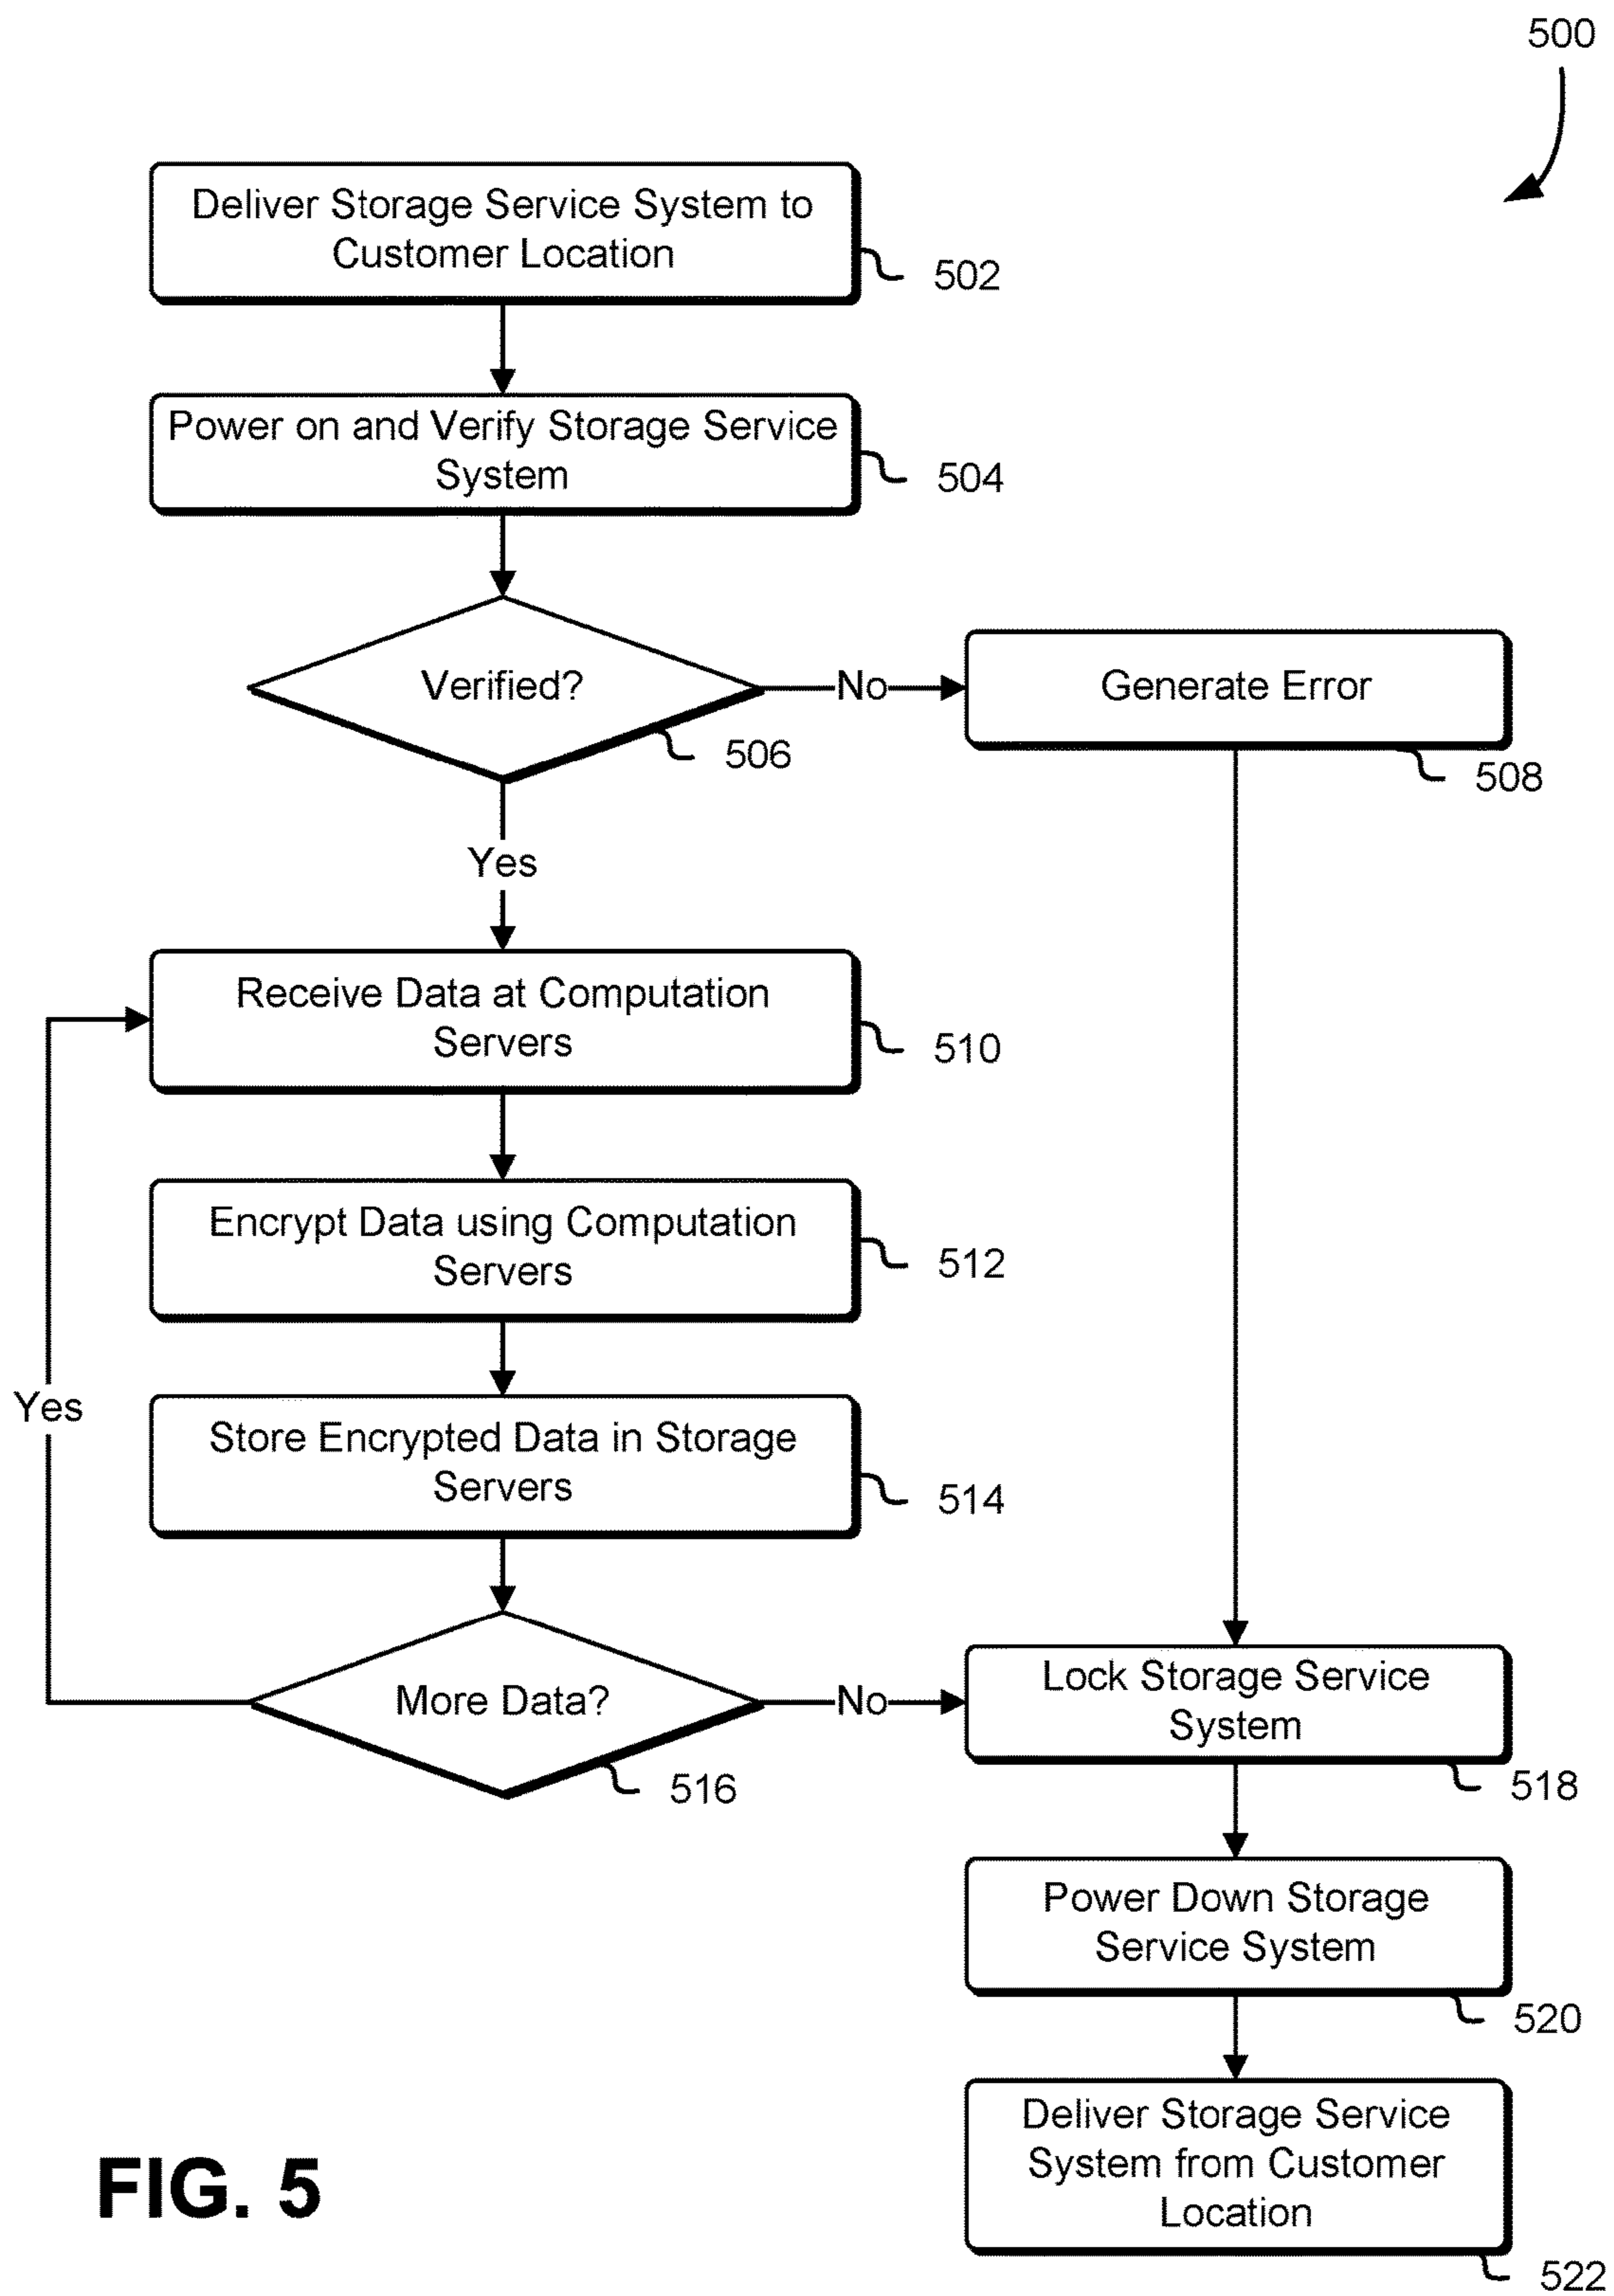 500
Deliver Storage Service System to
Customer Location
502
Power on and Verify Storage Service
System
504
Verified?
506
No
Generate Error
508
Yes
Receive Data at Computation
Servers
510
Encrypt Data using Computation
Servers
512
Yes
Store Encrypted Data in Storage
Servers
514
More Data?
516
No
Lock Storage Service
System
518
Power Down Storage
Service System
520
Deliver Storage Service
System from Customer
Location
522
FIG. 5